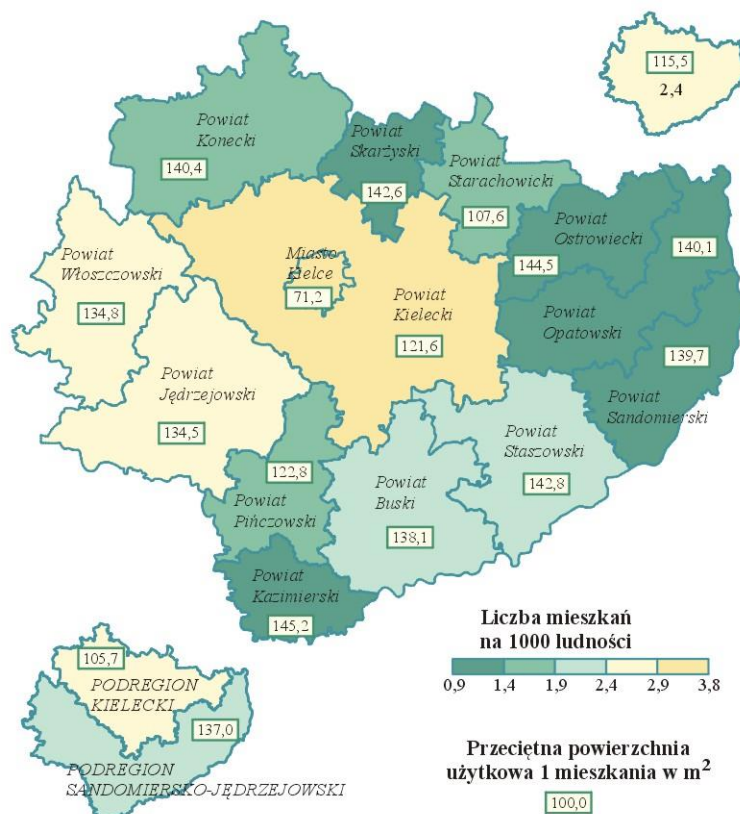 115,5
2,4
Powiat
Konecki
140,4
Powiat
Skarżyski
142,6
Powiat
Starachowicki
107,6
Powiat
Ostrowiecki
144,5
140,1
Powiat
Włoszczowski
134,8
Miasto
Kielce
71,2
Powiat
Kielecki
121,6
Powiat
Opatowski
139,7
Powiat
Jędrzejowski
134,5
Powiat
Sandomierski
Powiat
Staszowski
142,8
122,8
Powiat
Pińczowski
Powiat
Buski
138,1
Powiat
Kazimierski
145,2
105,7
PODREGION
KIELECKI
137,0
PODREGION
SANDOMIERSKO-JĘDRZEJOWSKI
Liczba mieszkań
na 1000 ludności
0,9 1,4 1,9 2,4 2,9 3,8
Przeciętna powierzchnia
użytkowa 1 mieszkania w m²
100,0